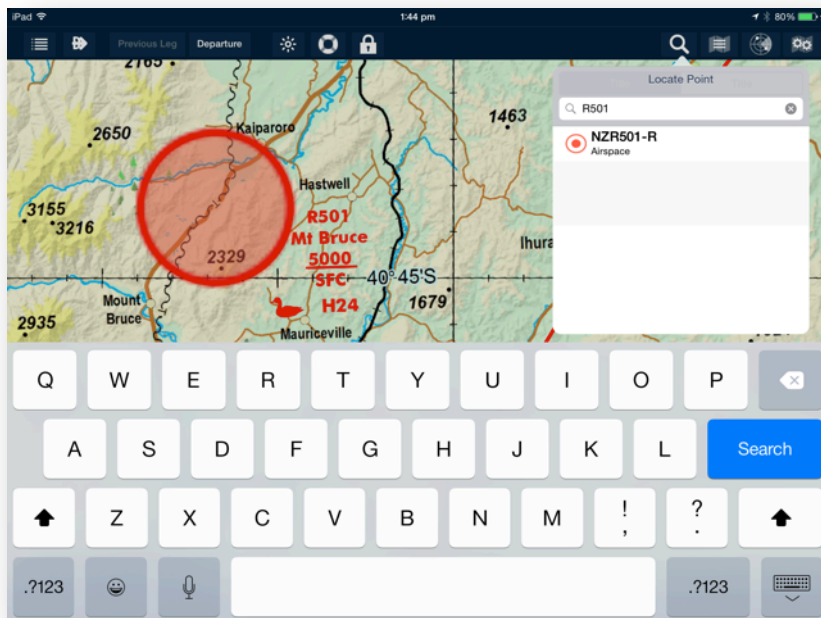 iPad
1:44 pm
80%
Previous Leg
Departure
Locate Point
R501
NZR501-R
Airspace
2765
1463
2650
Kaiparoro
Hastwell
3155
3216
R501
Mt Bruce
5000
SFC
H24
2329
Ihura
40°45'S
Mount
Bruce
1679
2935
Mauriceville
Q W E R T Y U I O P
A S D F G H J K L Search
Z X C V B N M ! , ? .
.?123 .?123